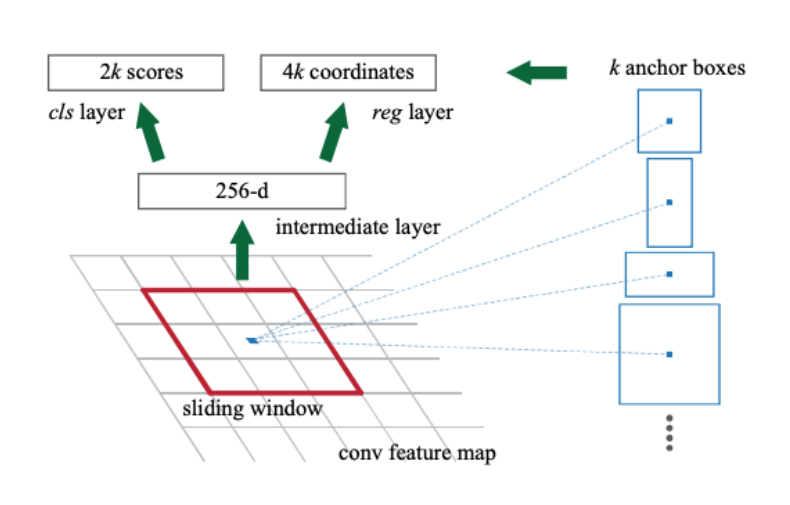 2k scores
4k coordinates
k anchor boxes
cls layer
reg layer
256-d
intermediate layer
sliding window
conv feature map